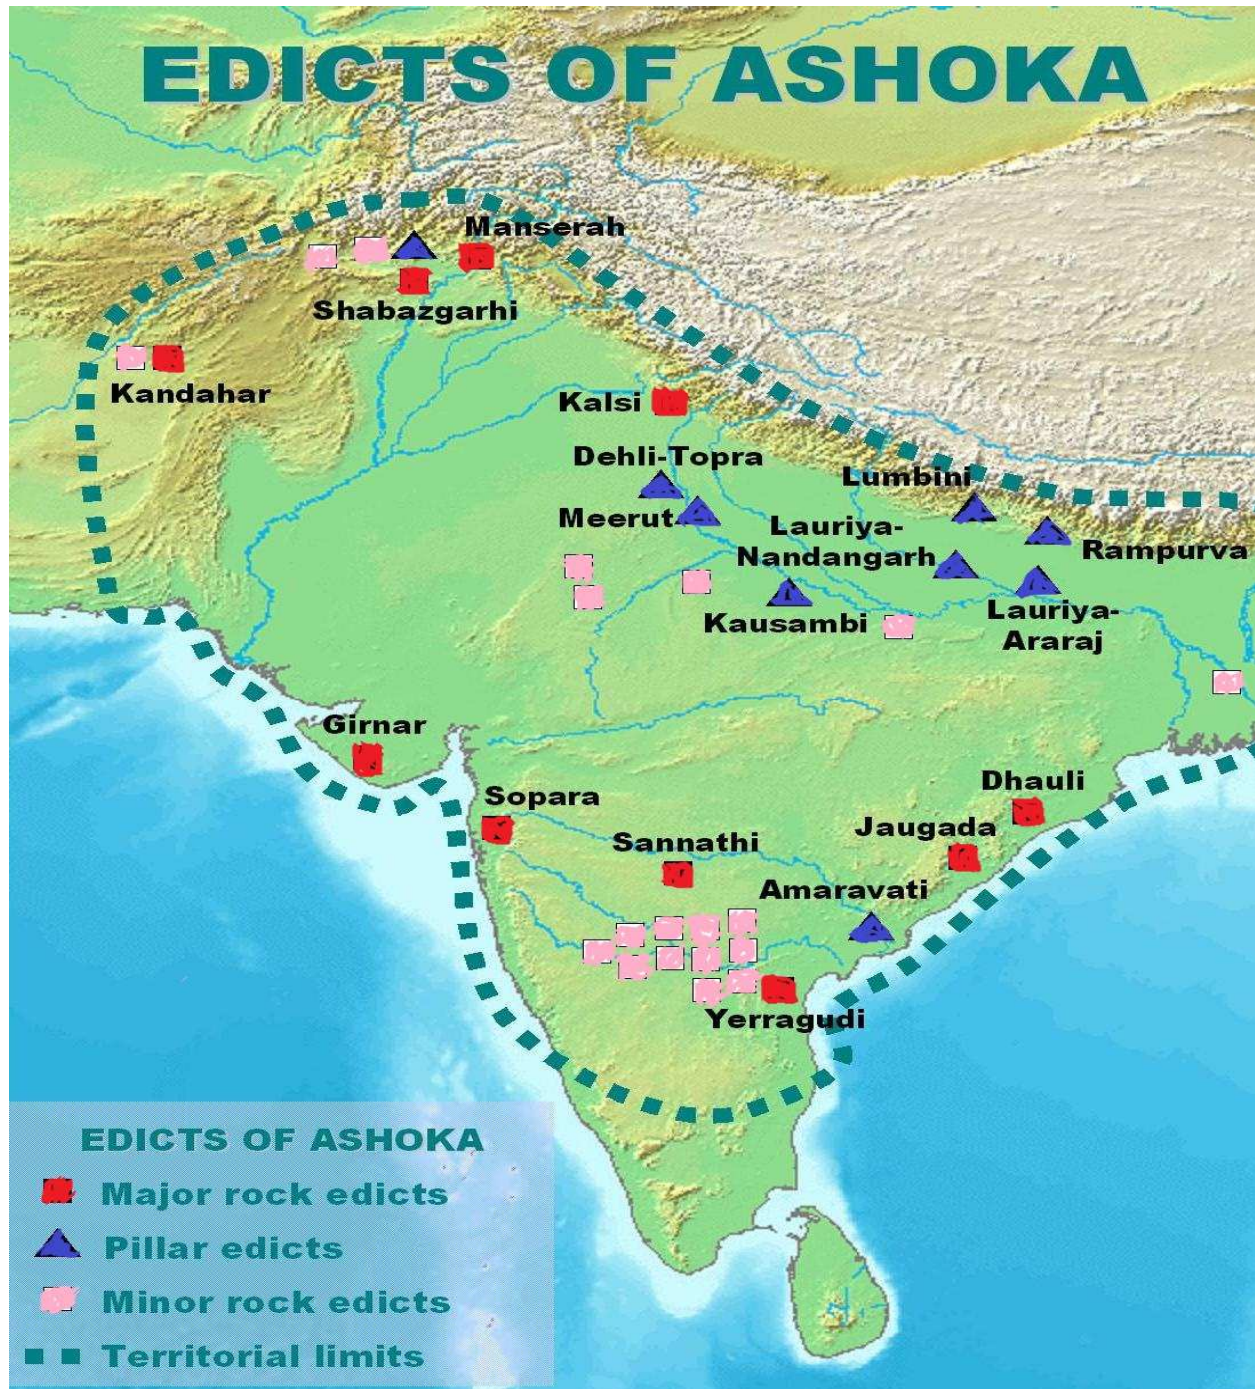 EDICTS OF ASHOKA
Manserah
Shabazgarhi
Kandahar
Kalsi
Dehli-Topra
Lumbini
Meerut
Lauriya-
Nandangarh
Rampurva
Kausambi
Lauriya-
Araraj
Girnar
Sopara
Dhauli
Jaugada
Sannathi
Amaravati
Yerragudi
EDICTS OF ASHOKA
Major rock edicts
Pillar edicts
Minor rock edicts
Territorial limits